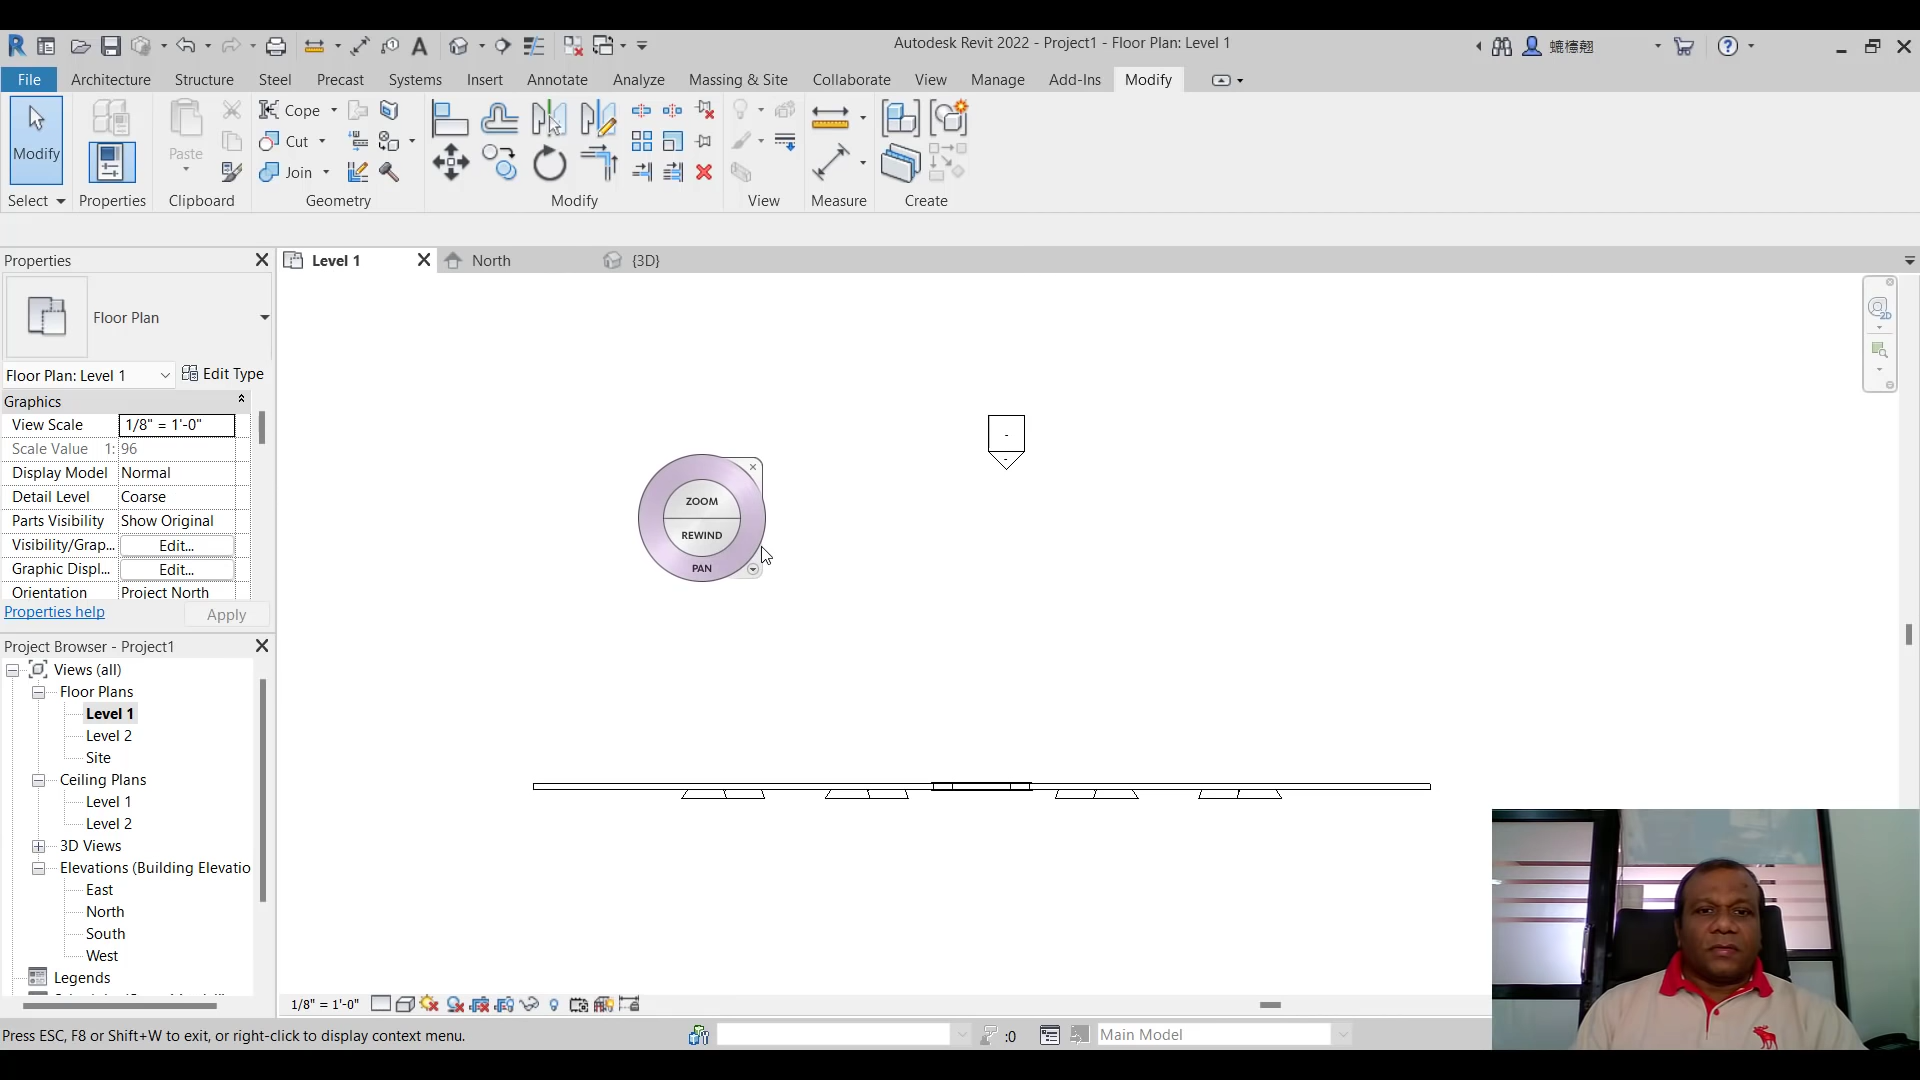 Autodesk Revit 2022 - Project1 - Floor Plan: Level 1
File Architecture Structure Steel Precast Systems Insert Annotate Analyze Massing & Site Collaborate View Manage Add-Ins Modify
Modify
Paste
Cope
Cut
Join
Select Properties Clipboard Geometry Modify View Measure Create
Properties
Level 1
North
{3D}
Floor Plan
Floor Plan: Level 1
Edit Type
Graphics
View Scale 1/8" = 1'-0"
Scale Value 1: 96
Display Model Normal
Detail Level Coarse
Parts Visibility Show Original
Visibility/Grap... Edit...
Graphic Displ... Edit...
Orientation Project North
Properties help
Apply
2D
ZOOM
REWIND
PAN
Project Browser - Project1
Views (all)
Floor Plans
Level 1
Level 2
Site
Ceiling Plans
Level 1
Level 2
3D Views
Elevations (Building Elevatio
East
North
South
West
Legends
1/8" = 1'-0"
Press ESC, F8 or Shift+W to exit, or right-click to display context menu.
:0
Main Model